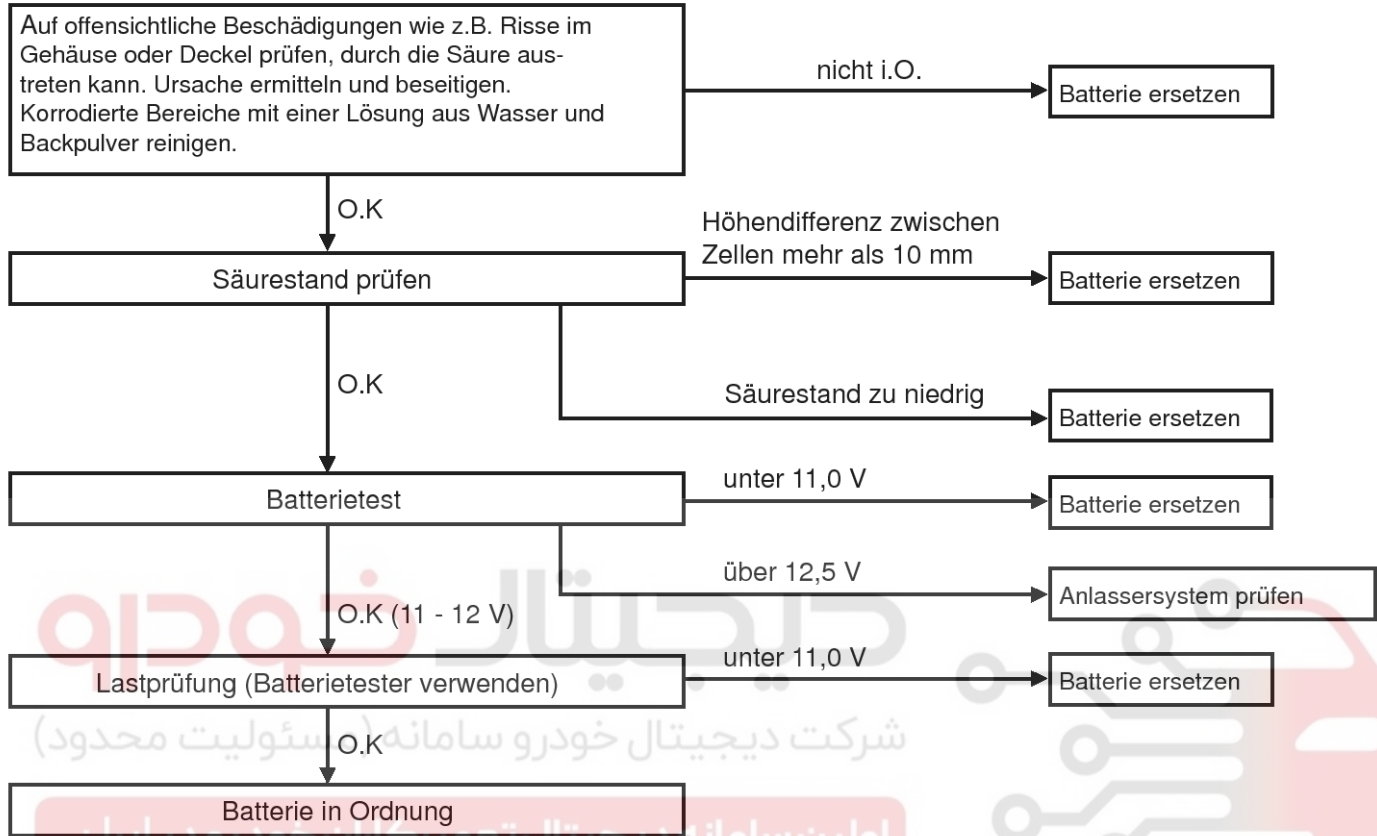 Auf offensichtliche Beschädigungen wie z.B. Risse im
Gehäuse oder Deckel prüfen, durch die Säure aus-
treten kann. Ursache ermitteln und beseitigen.
Korrodierte Bereiche mit einer Lösung aus Wasser und
Backpulver reinigen.
nicht i.O.
Batterie ersetzen
O.K
Höhendifferenz zwischen
Zellen mehr als 10 mm
Säurestand prüfen
Batterie ersetzen
O.K
Säurestand zu niedrig
Batterie ersetzen
Batterietest
unter 11,0 V
Batterie ersetzen
über 12,5 V
Anlassersystem prüfen
O.K (11 - 12 V)
دیجیتال خودرو
unter 11,0 V
Lastprüfung (Batterietester verwenden)
Batterie ersetzen
شرکت دیجیتال خودرو سامانه (مسئولیت محدود)
O.K
Batterie in Ordnung